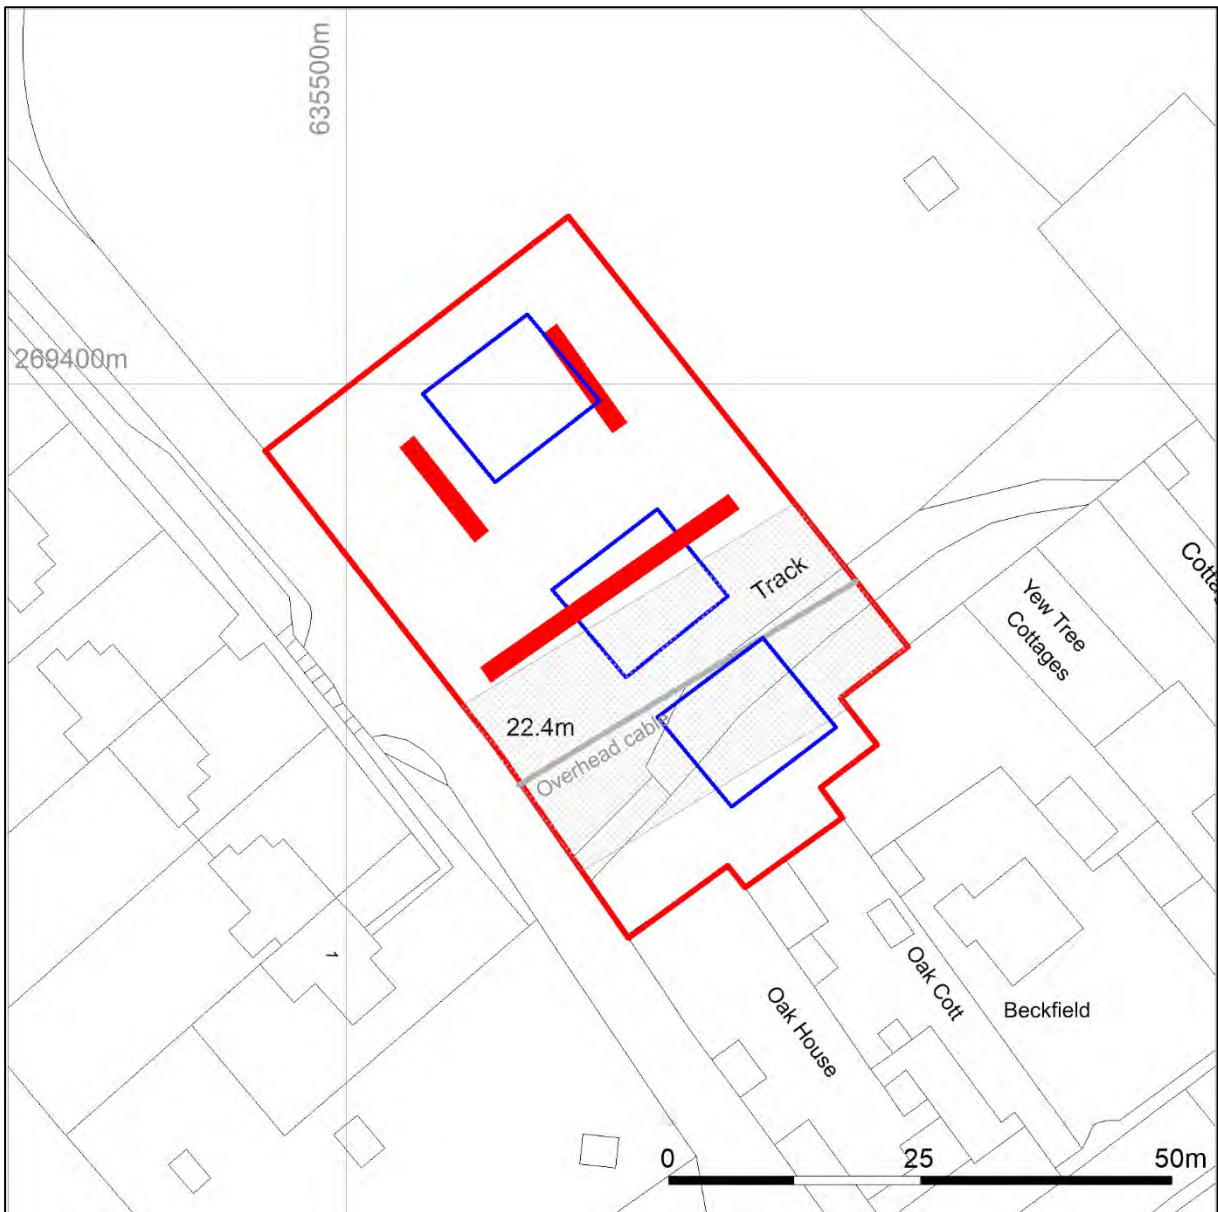 635500m
269400m
Track
22.4m
Overhead cable
Yew Tree
Cottages
1
Oak House
Oak Cott
Beckfield
0 25 50m